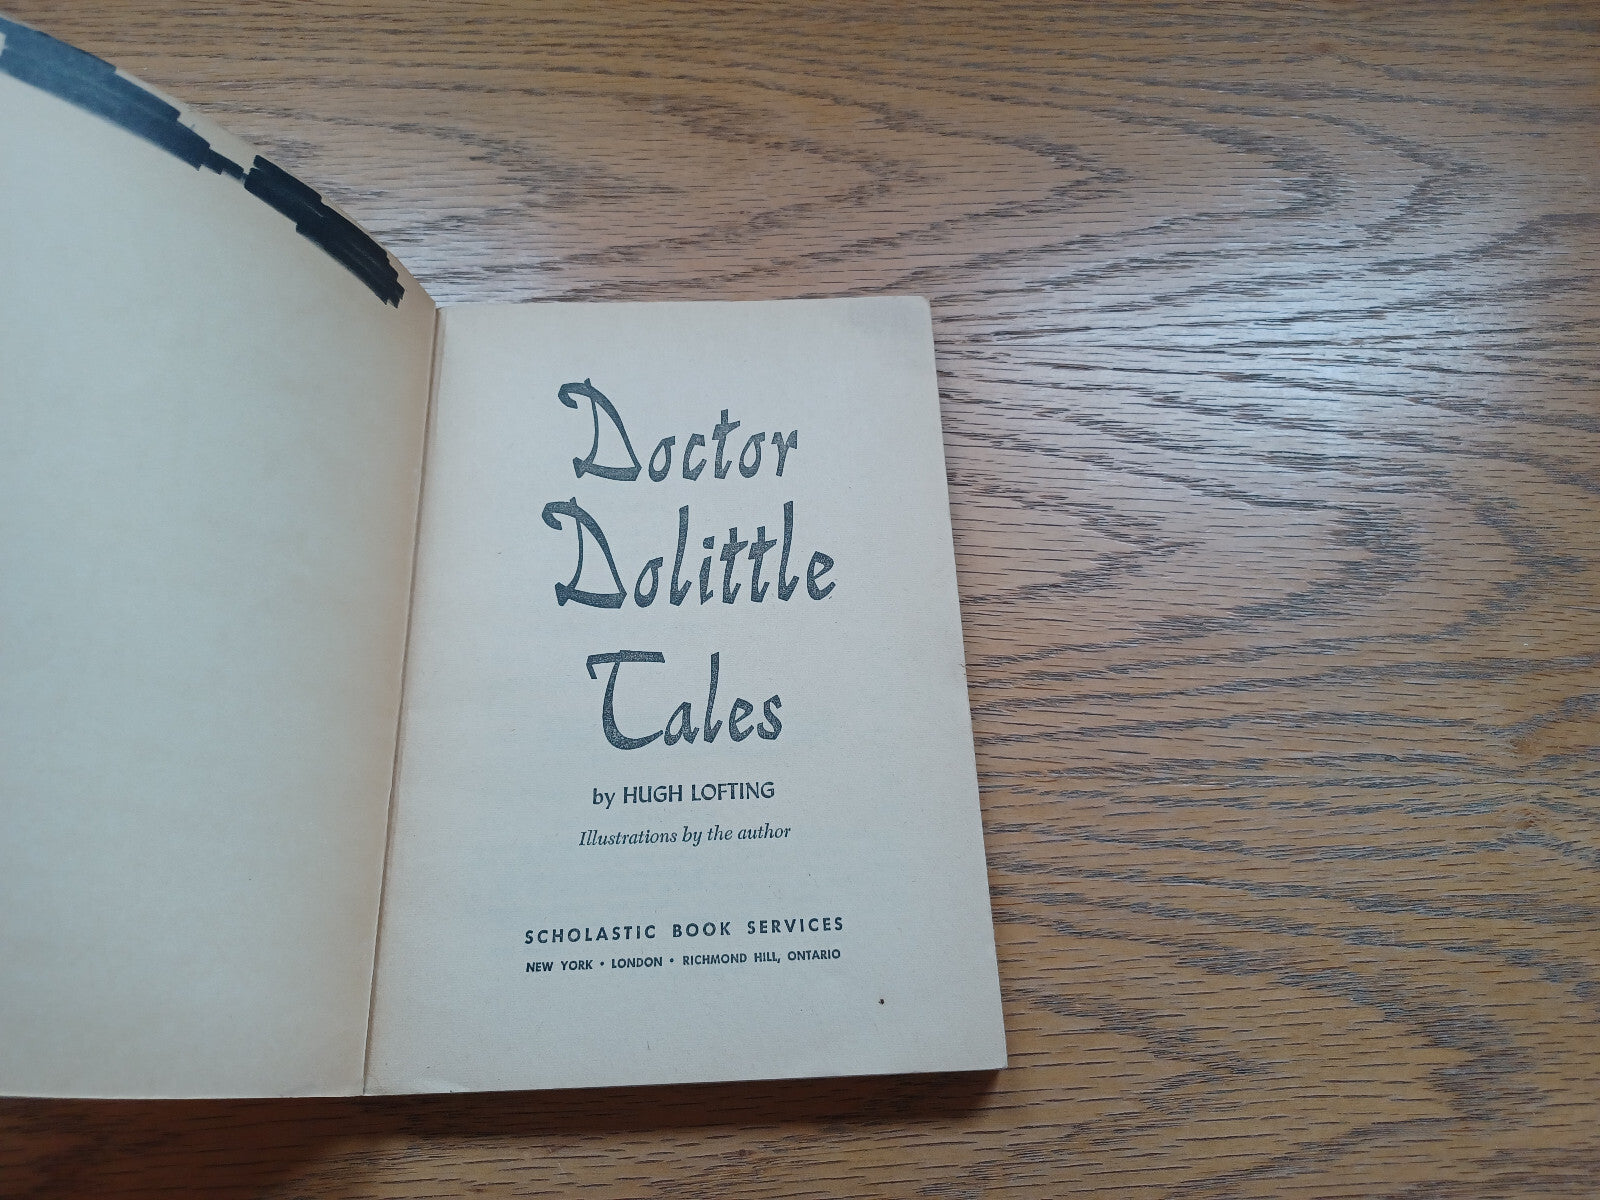 Doctor
Dolittle
Tales
by HUGH LOFTING
Illustrations by the author
SCHOLASTIC BOOK SERVICES
NEW YORK • LONDON • RICHMOND HILL, ONTARIO